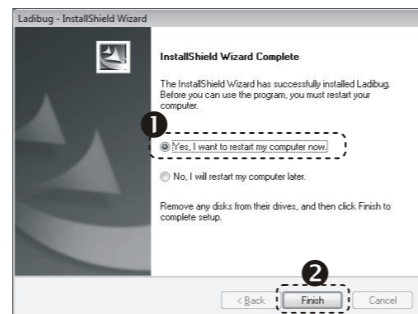 Ladibug - InstallShield Wizard
InstallShield Wizard Complete
The InstallShield Wizard has successfully installed Ladibug.
Before you can use the program, you must restart your
computer.
1
Yes, I want to restart my computer now.
No, I will restart my computer later.
Remove any disks from their drives, and then click Finish to
complete setup.
2
< Back Finish Cancel